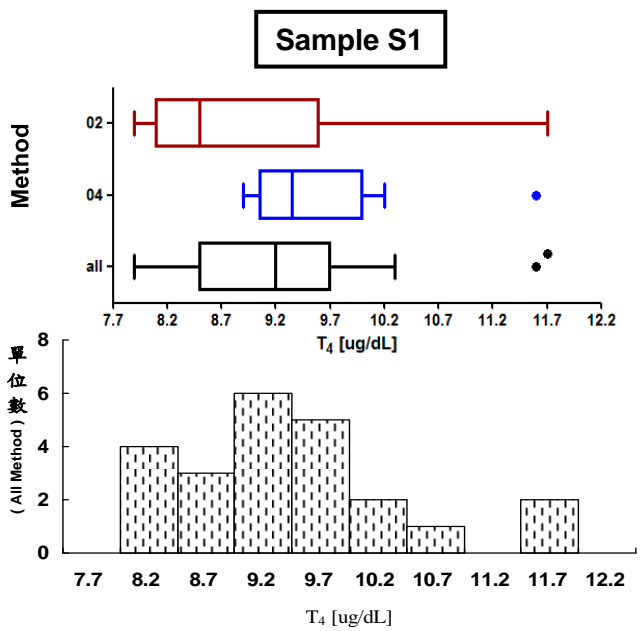 Sample S1
Method
02
04
all
7.7 8.2 8.7 9.2 9.7 10.2 10.7 11.2 11.7 12.2
T₄ [ug/dL]
單位數
( All Method )
8
6
4
2
0
7.7 8.2 8.7 9.2 9.7 10.2 10.7 11.2 11.7 12.2
T₄ [ug/dL]